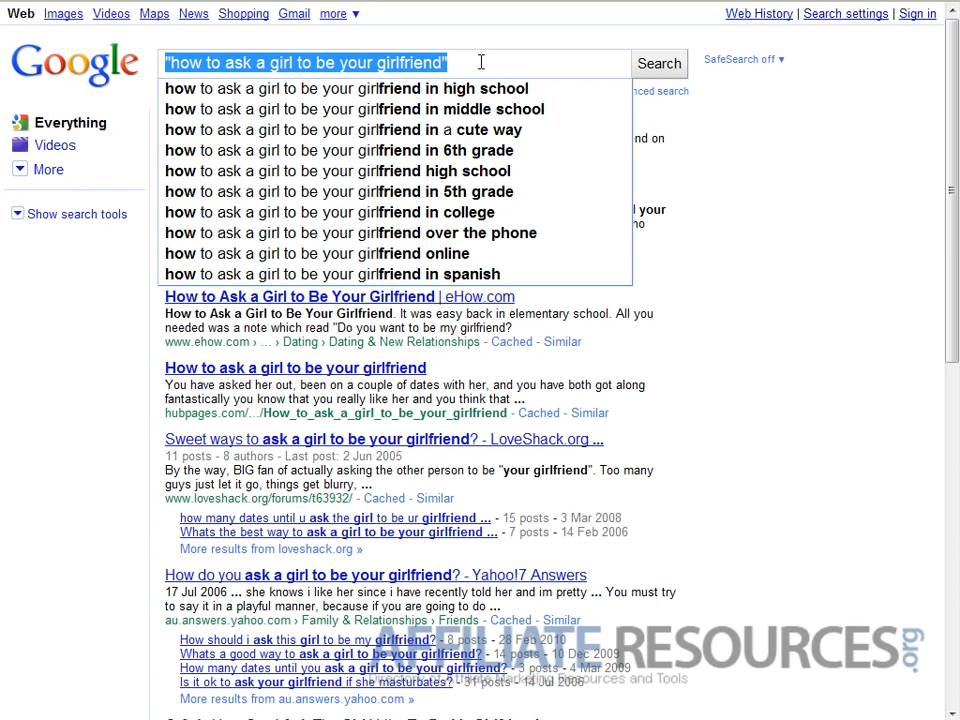 Web Images Videos Maps News Shopping Gmail more ▼
Web History | Search settings | Sign in
Google
"how to ask a girl to be your girlfriend"
Search
SafeSearch off ▼
how to ask a girl to be your girlfriend in high school
nced search
how to ask a girl to be your girlfriend in middle school
Everything
how to ask a girl to be your girlfriend in a cute way
nd on
Videos
how to ask a girl to be your girlfriend in 6th grade
More
how to ask a girl to be your girlfriend high school
how to ask a girl to be your girlfriend in 5th grade
Show search tools
how to ask a girl to be your girlfriend in college
your
no
how to ask a girl to be your girlfriend over the phone
how to ask a girl to be your girlfriend online
how to ask a girl to be your girlfriend in spanish
How to Ask a Girl to Be Your Girlfriend | eHow.com
How to Ask a Girl to Be Your Girlfriend. It was easy back in elementary school. All you
needed was a note which read "Do you want to be my girlfriend?
www.ehow.com › ... › Dating › Dating & New Relationships - Cached - Similar
How to ask a girl to be your girlfriend
You have asked her out, been on a couple of dates with her, and you have both got along
fantastically you know that you really like her and you think that ...
hubpages.com/.../How_to_ask_a_girl_to_be_your_girlfriend - Cached - Similar
Sweet ways to ask a girl to be your girlfriend? - LoveShack.org ...
11 posts - 8 authors - Last post: 2 Jun 2005
By the way, BIG fan of actually asking the other person to be "your girlfriend". Too many
guys just let it go, things get blurry, ...
www.loveshack.org/forums/t63932/ - Cached - Similar
how many dates until u ask the girl to be ur girlfriend ... - 15 posts - 3 Mar 2008
Whats the best way to ask a girl to be your girlfriend ... - 7 posts - 14 Feb 2006
More results from loveshack.org »
How do you ask a girl to be your girlfriend? - Yahoo!7 Answers
17 Jul 2006 ... she knows i like her since i have recently told her and im pretty ... You must try
to say it in a playful manner, because if you are going to do ...
au.answers.yahoo.com › Family & Relationships › Friends - Cached - Similar
How should i ask this girl to be my girlfriend? - 8 posts - 28 Feb 2010
Whats a good way to ask a girl to be your girlfriend? - 14 posts - 10 Dec 2009
How many dates until you ask a girl to be your girlfriend? - 3 posts - 4 Mar 2009
Is it ok to ask your girlfriend if she masturbates? - 31 posts - 14 Jul 2006
More results from au.answers.yahoo.com »
AFFILIATE RESOURCES.org
Directory of Affiliate Marketing Resources and Tools